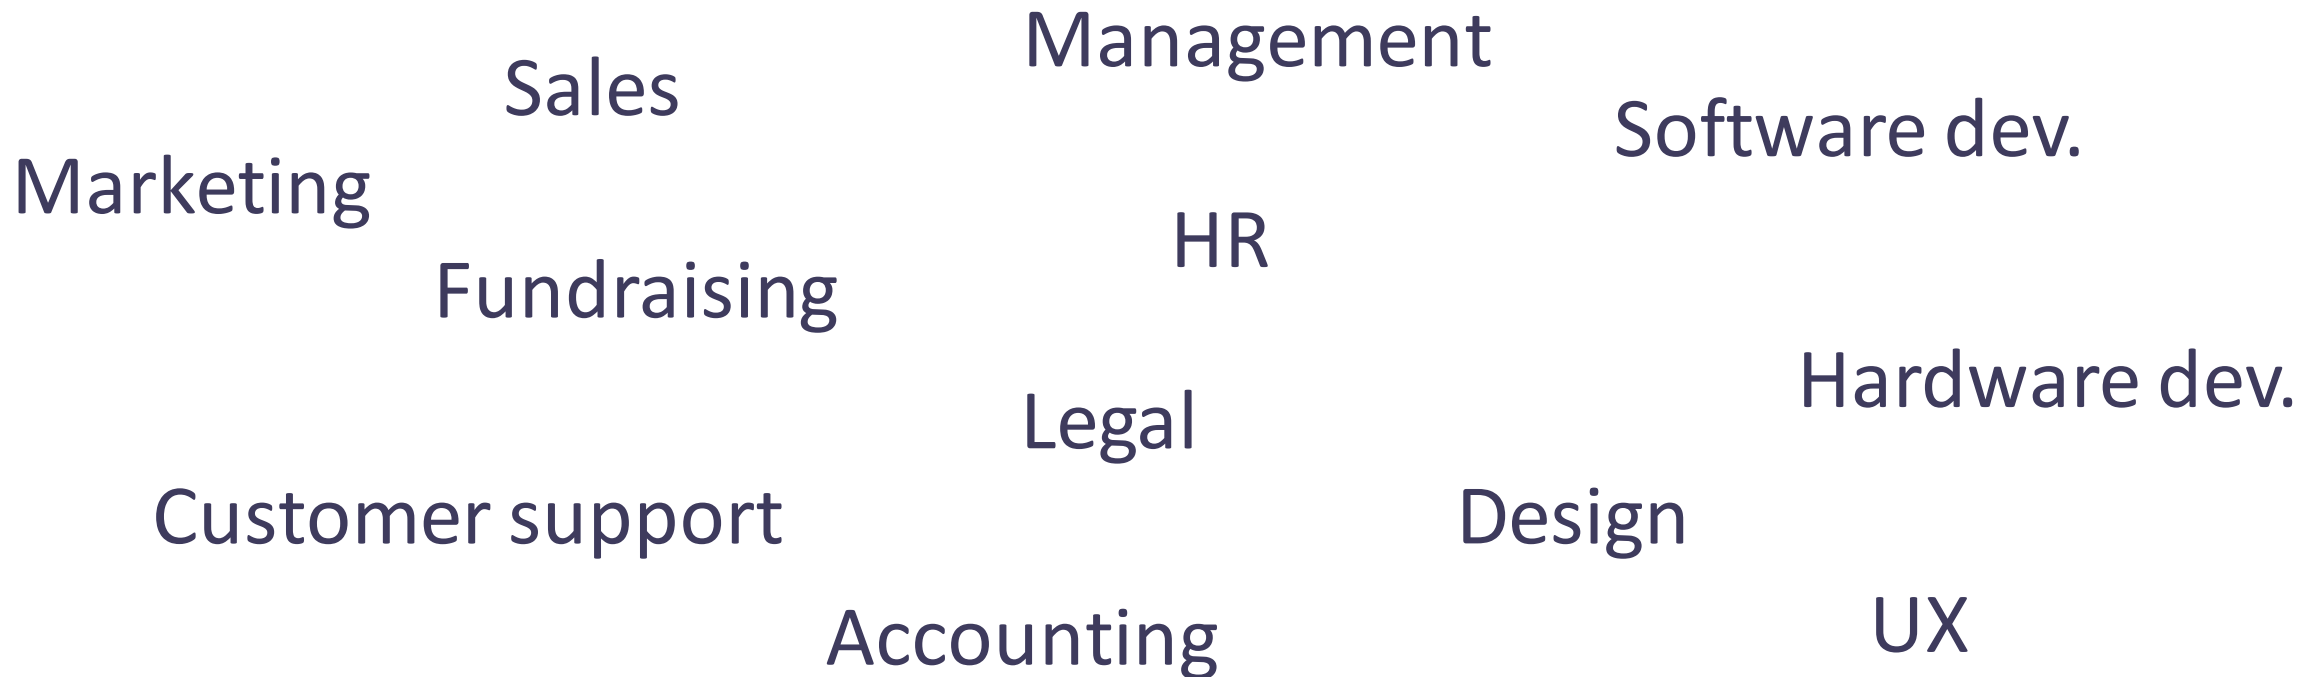 Management
Sales
Software dev.
Marketing
HR
Fundraising
Hardware dev.
Legal
Customer support
Design
Accounting
UX